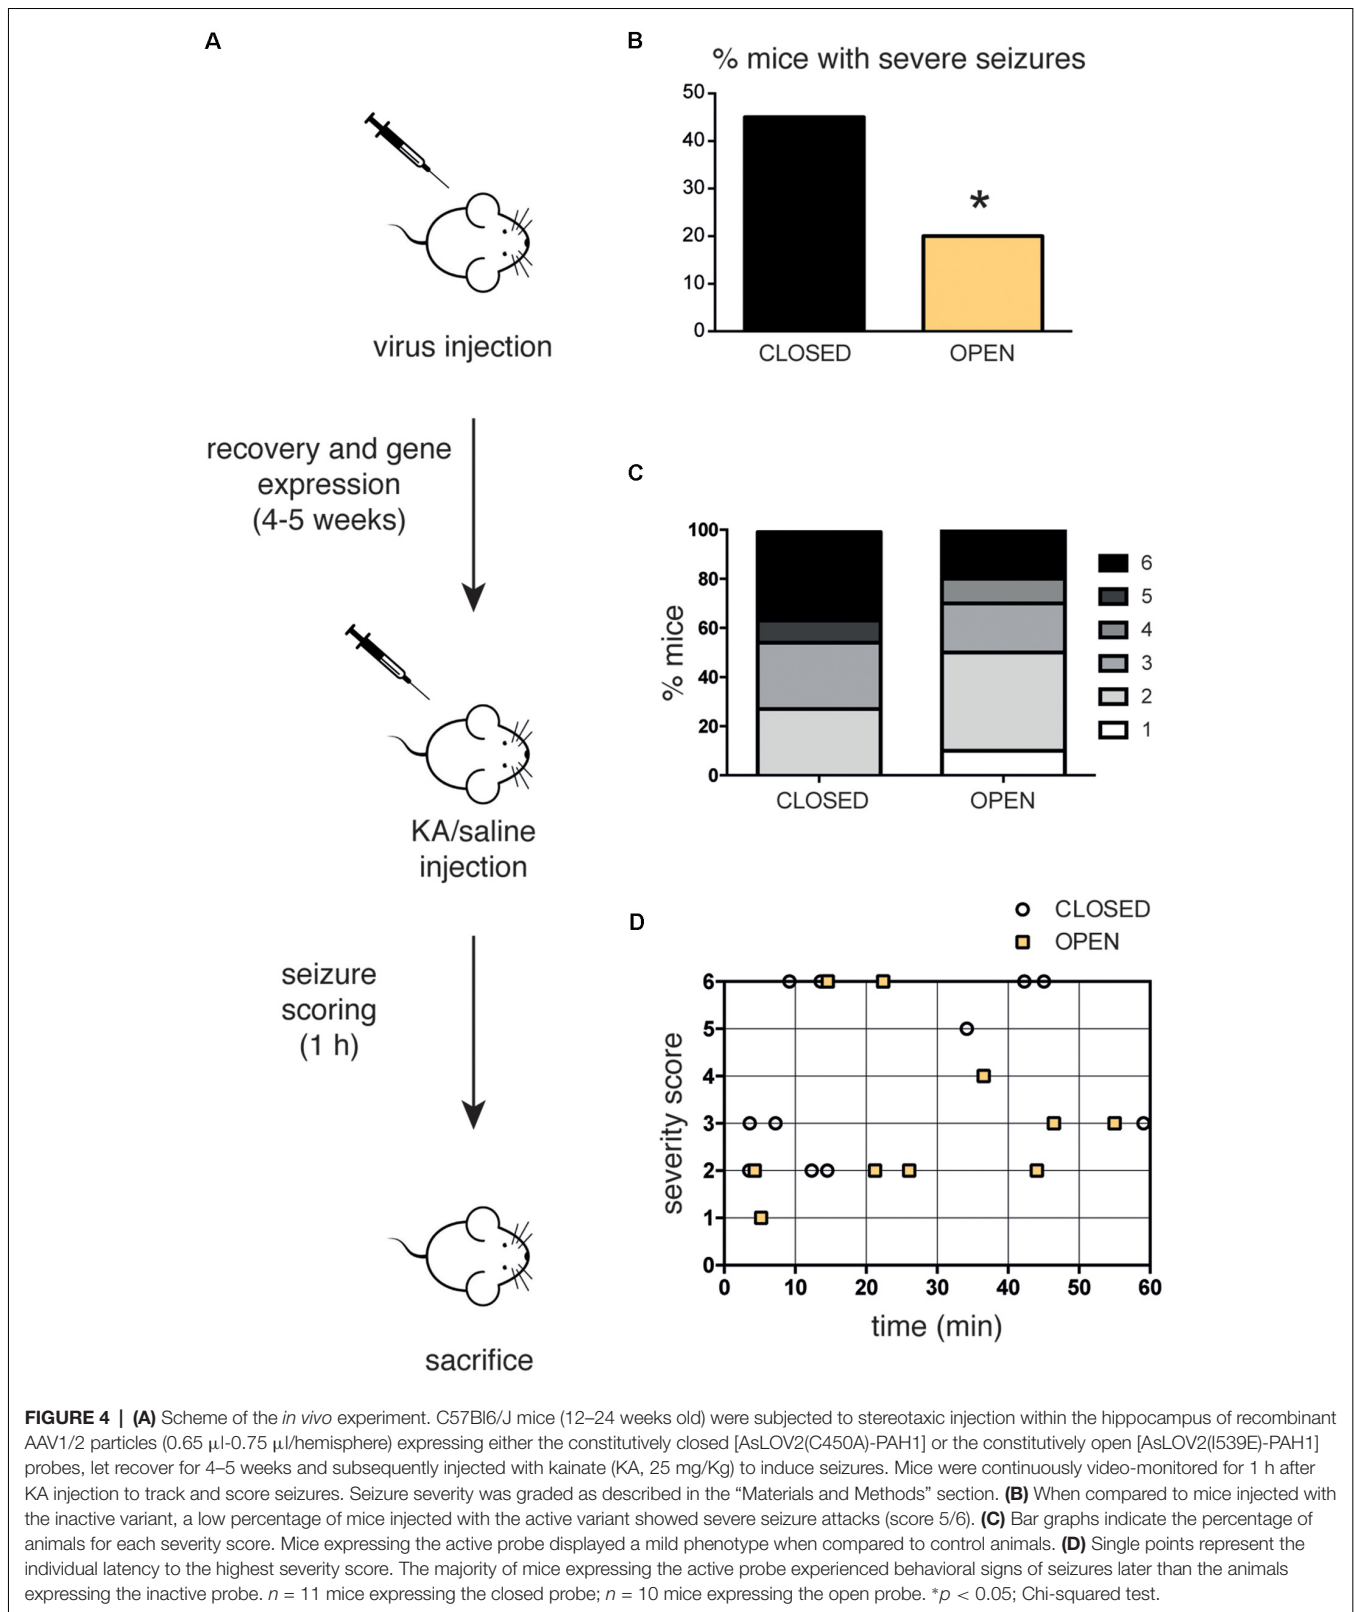 A
virus injection
recovery and gene
expression
(4-5 weeks)
KA/saline
injection
seizure
scoring
(1 h)
sacrifice
B
% mice with severe seizures
50
40
30
20
10
0
*
CLOSED
OPEN
C
% mice
100
80
60
40
20
0
CLOSED
OPEN
6
5
4
3
2
1
D
CLOSED
OPEN
severity score
6
5
4
3
2
1
0
0 10 20 30 40 50 60
time (min)
FIGURE 4 | (A) Scheme of the in vivo experiment. C57Bl6/J mice (12–24 weeks old) were subjected to stereotaxic injection within the hippocampus of recombinant
AAV1/2 particles (0.65 μl-0.75 μl/hemisphere) expressing either the constitutively closed [AsLOV2(C450A)-PAH1] or the constitutively open [AsLOV2(I539E)-PAH1]
probes, let recover for 4–5 weeks and subsequently injected with kainate (KA, 25 mg/Kg) to induce seizures. Mice were continuously video-monitored for 1 h after
KA injection to track and score seizures. Seizure severity was graded as described in the “Materials and Methods” section. (B) When compared to mice injected with
the inactive variant, a low percentage of mice injected with the active variant showed severe seizure attacks (score 5/6). (C) Bar graphs indicate the percentage of
animals for each severity score. Mice expressing the active probe displayed a mild phenotype when compared to control animals. (D) Single points represent the
individual latency to the highest severity score. The majority of mice expressing the active probe experienced behavioral signs of seizures later than the animals
expressing the inactive probe. n = 11 mice expressing the closed probe; n = 10 mice expressing the open probe. *p < 0.05; Chi-squared test.